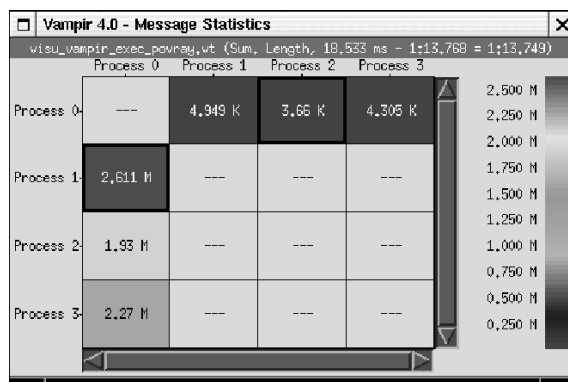 Vampir 4.0 - Message Statistics
visu_vampir_exec_povray.vt (Sum, Length, 18.533 ms - 1:13.768 = 1:13.749)
Process 0 Process 1 Process 2 Process 3
Process 0 --- 4.949 K 3.66 K 4.305 K
Process 1 2.611 M --- --- ---
Process 2 1.93 M --- --- ---
Process 3 2.27 M --- --- ---
2.500 M
2.250 M
2.000 M
1.750 M
1.500 M
1.250 M
1.000 M
0.750 M
0.500 M
0.250 M